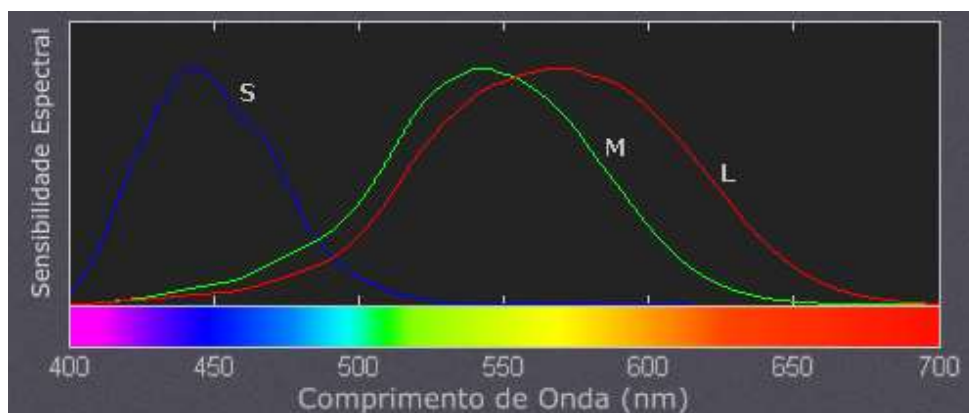 Sensibilidade Espectral
S
M
L
400 450 500 550 600 650 700
Comprimento de Onda (nm)